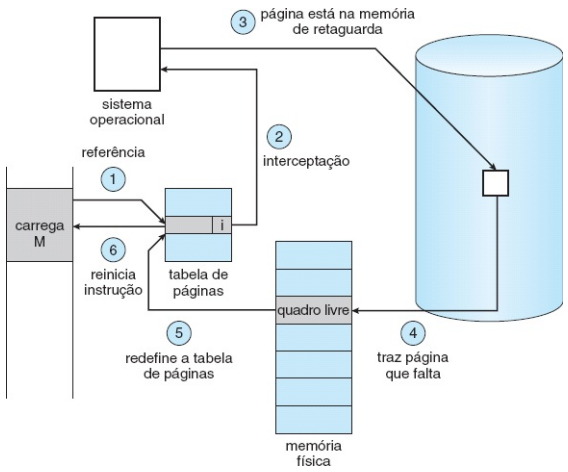 3
página está na memória
de retaguarda
sistema
operacional
2
interceptação
referência
1
carrega
M
i
6
reinicia
instrução
tabela de
páginas
quadro livre
5
redefine a tabela
de páginas
4
traz página
que falta
memória
física